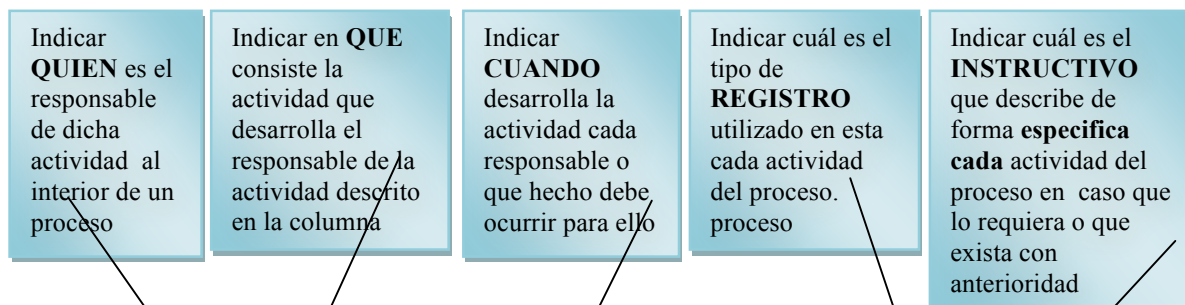 Indicar
QUIEN es el
responsable
de dicha
actividad al
interior de un
proceso
Indicar en QUE
consiste la
actividad que
desarrolla el
responsable de la
actividad descrito
en la columna
Indicar
CUANDO
desarrolla la
actividad cada
responsable o
que hecho debe
ocurrir para ello
Indicar cuál es el
tipo de
REGISTRO
utilizado en esta
cada actividad
del proceso.
proceso
Indicar cuál es el
INSTRUCTIVO
que describe de
forma especifica
cada actividad del
proceso en caso que
lo requiera o que
exista con
anterioridad